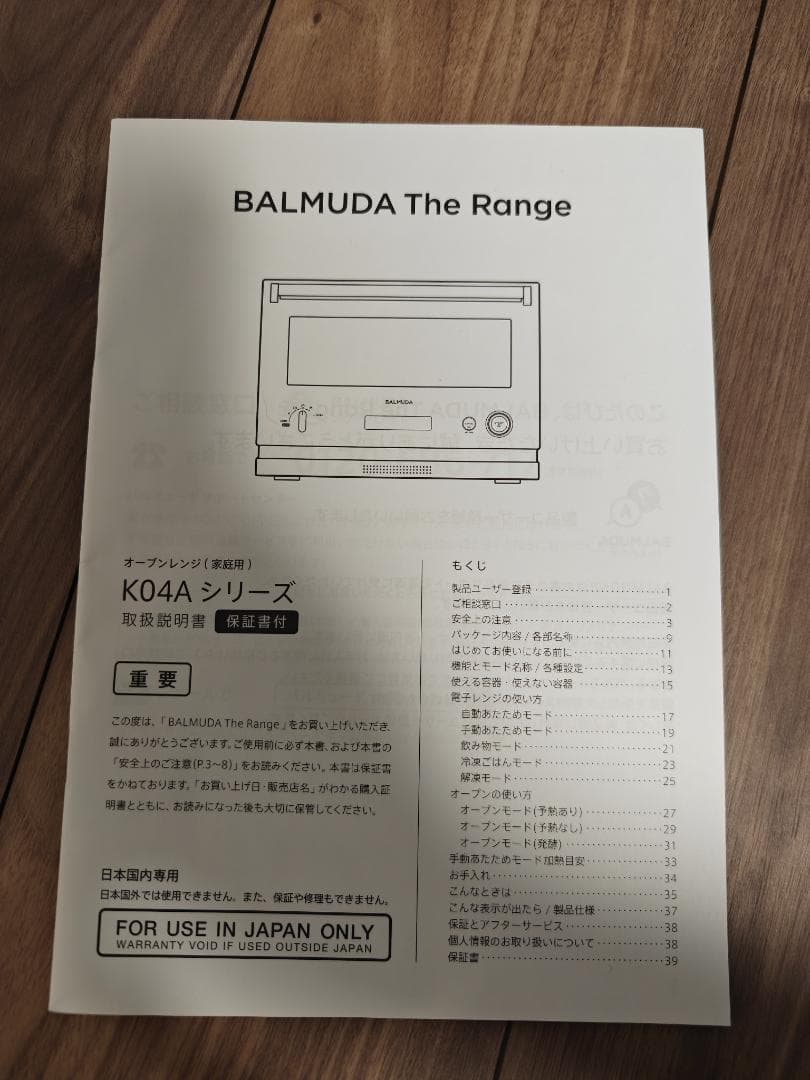 BALMUDA The Range
BALMUDA
オーブンレンジ(家庭用)
K04A シリーズ
取扱説明書 保証書付
重要
この度は、「BALMUDA The Range」をお買い上げいただき、
誠にありがとうございます。ご使用前に必ず本書、および本書の
「安全上のご注意(P.3〜8)」をお読みください。本書は保証書
をかねております。「お買い上げ日・販売店名」がわかる購入証
明書とともに、お読みになった後も大切に保管してください。
日本国内専用
日本国外では使用できません。また、保証や修理もできません。
FOR USE IN JAPAN ONLY
WARRANTY VOID IF USED OUTSIDE JAPAN
もくじ
製品ユーザー登録 1
ご相談窓口 2
安全上の注意 3
パッケージ内容 / 各部名称 9
はじめてお使いになる前に 11
機能とモード名称 / 各種設定 13
使える容器・使えない容器 15
電子レンジの使い方
自動あたためモード 17
手動あたためモード 19
飲み物モード 21
冷凍ごはんモード 23
解凍モード 25
オーブンの使い方
オーブンモード(予熱あり) 27
オーブンモード(予熱なし) 29
オーブンモード(発酵) 31
手動あたためモード加熱目安 33
お手入れ 34
こんなときは 35
こんな表示が出たら / 製品仕様 37
保証とアフターサービス 38
個人情報のお取り扱いについて 38
保証書 39